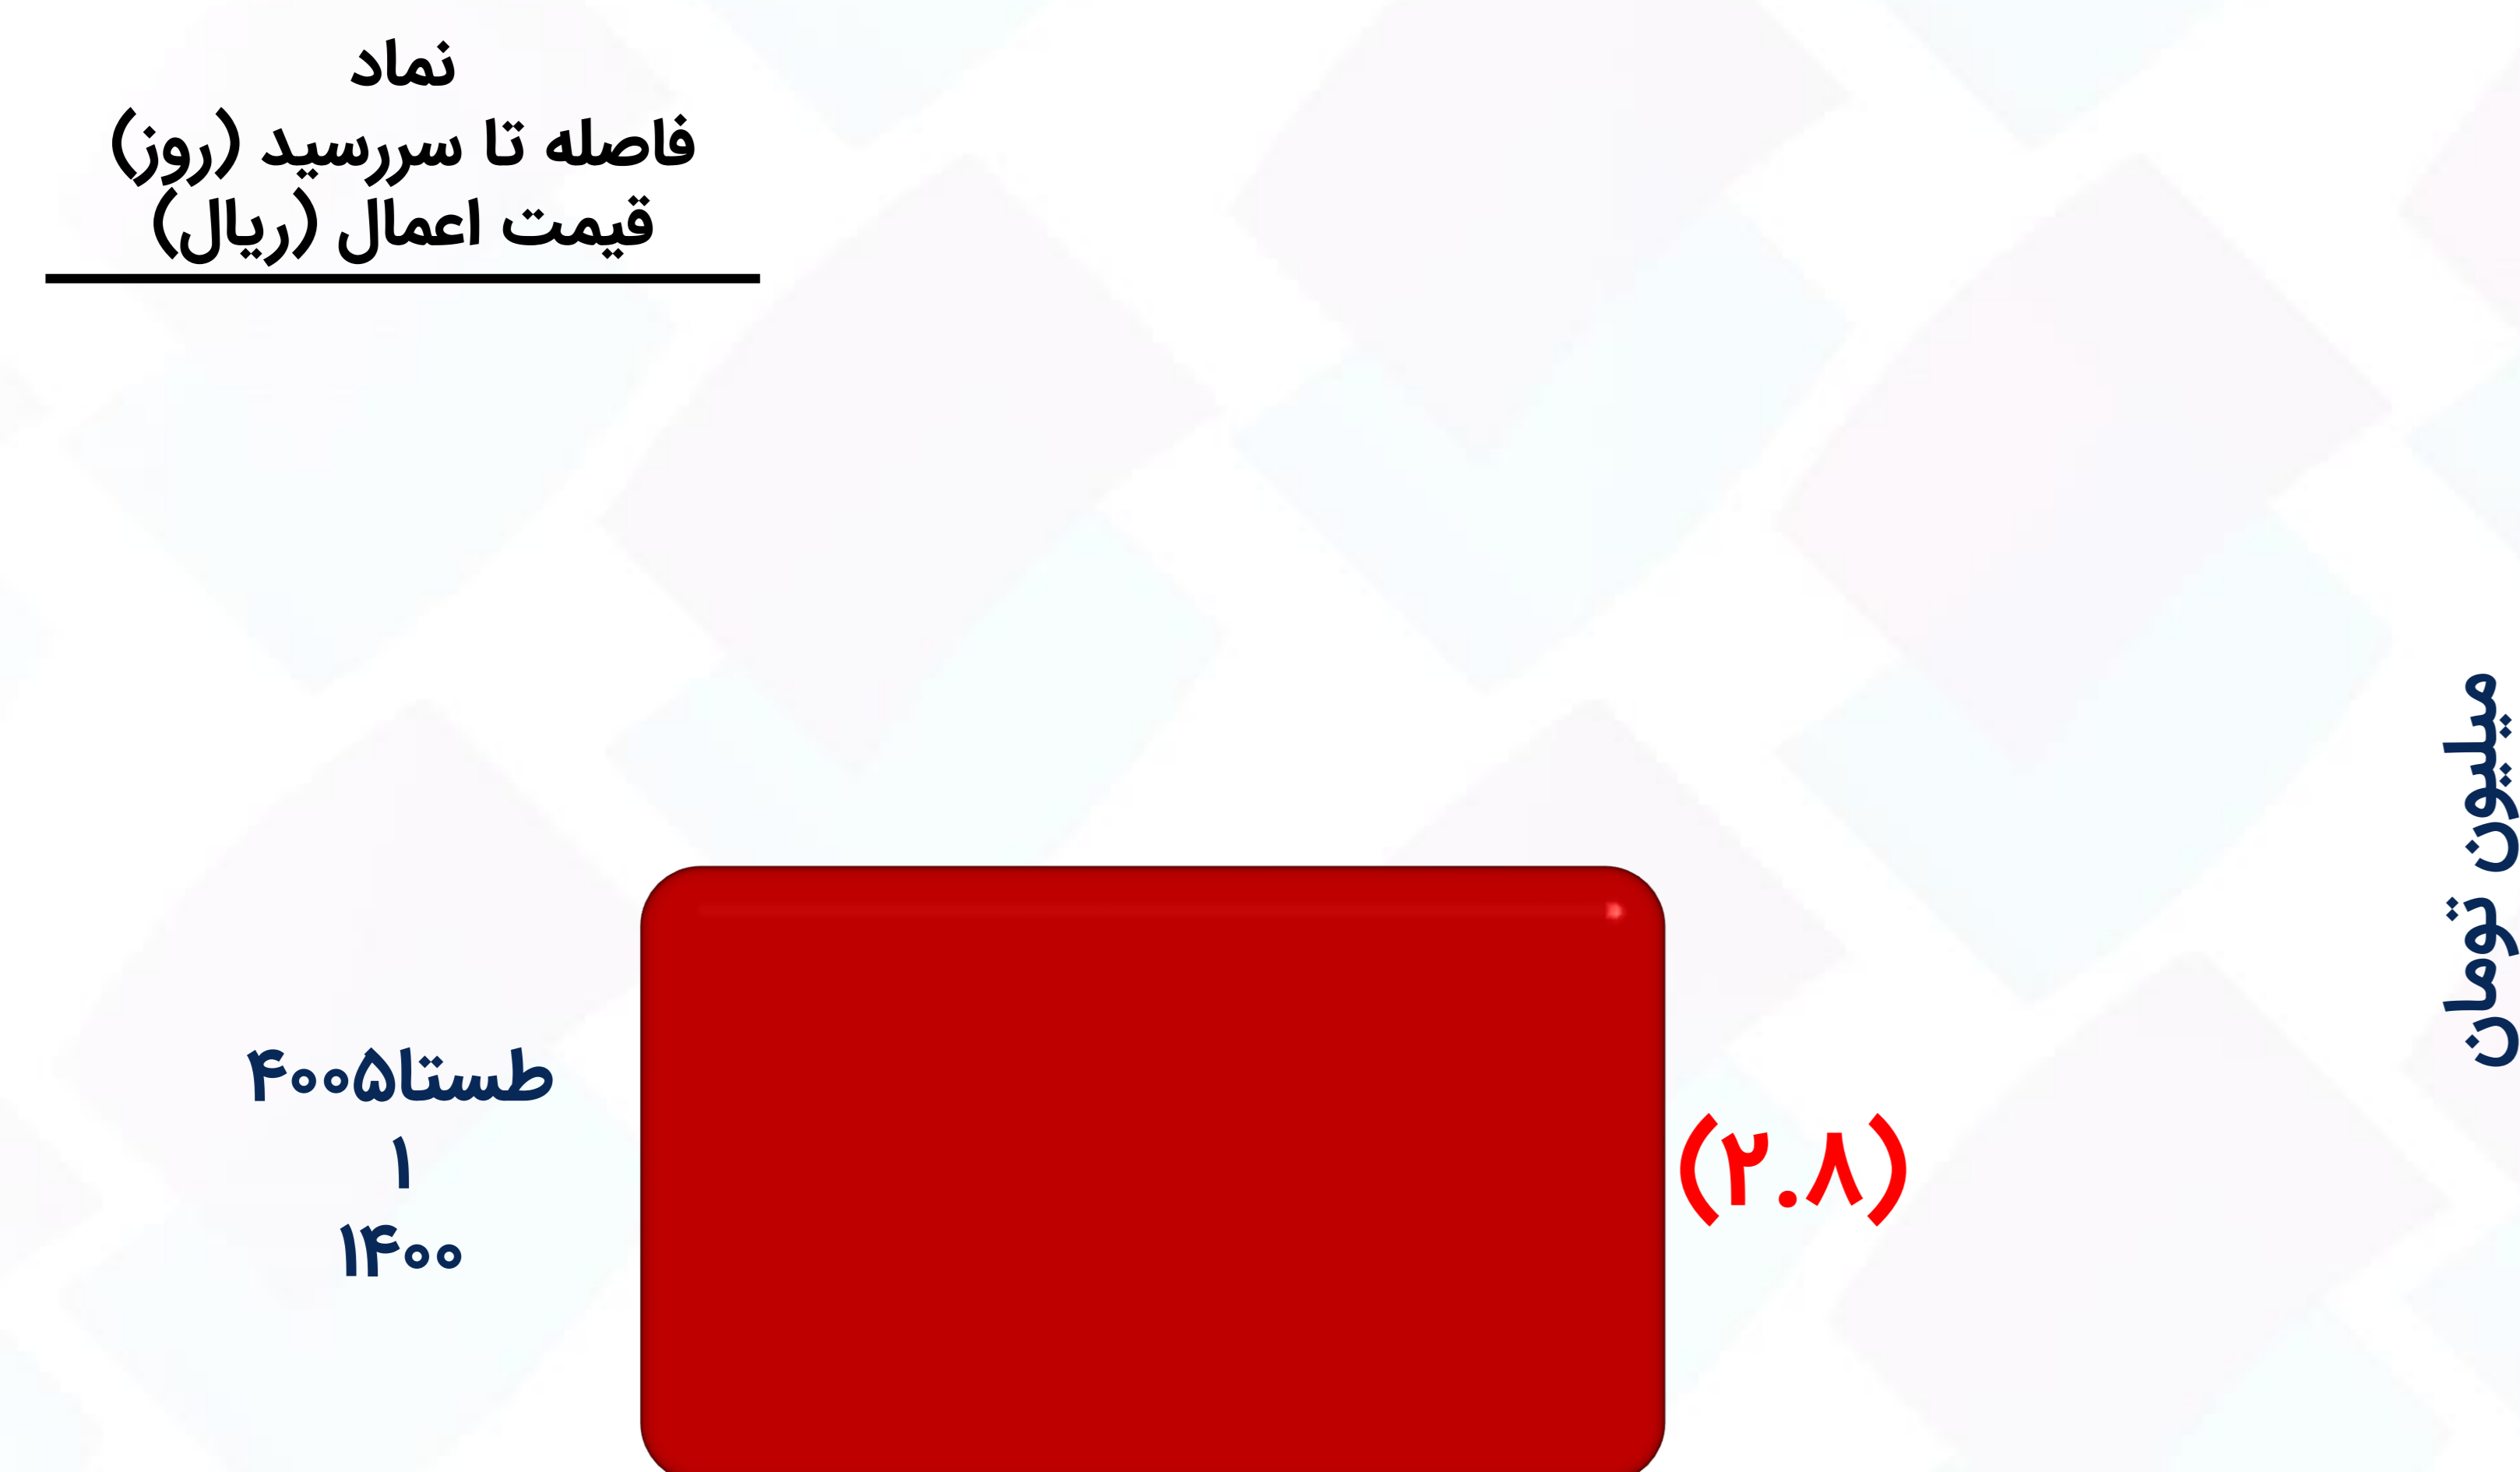 نماد
فاصله تا سررسید (روز)
قیمت اعمال (ریال)
میلیون تومان
طستا۴۰۰۵
۱
۱۴۰۰
(۲.۸)